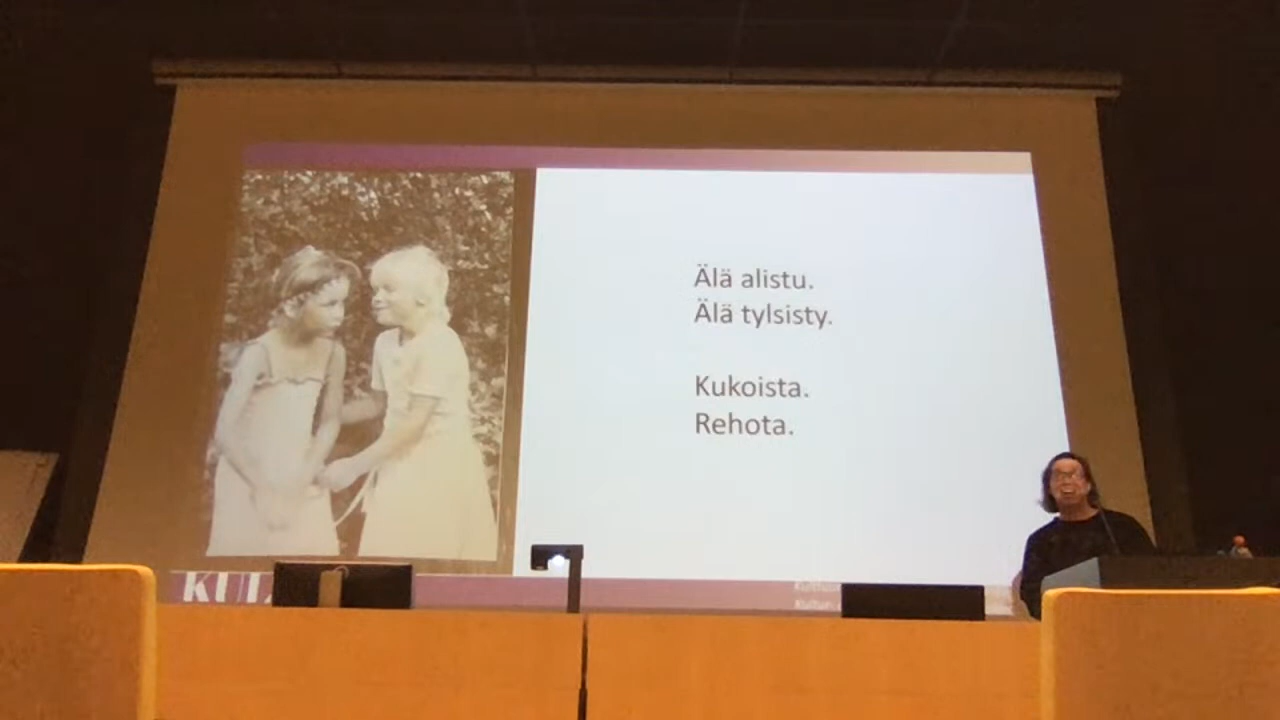 Älä alistu.
Älä tylsisty.
Kukoista.
Rehota.